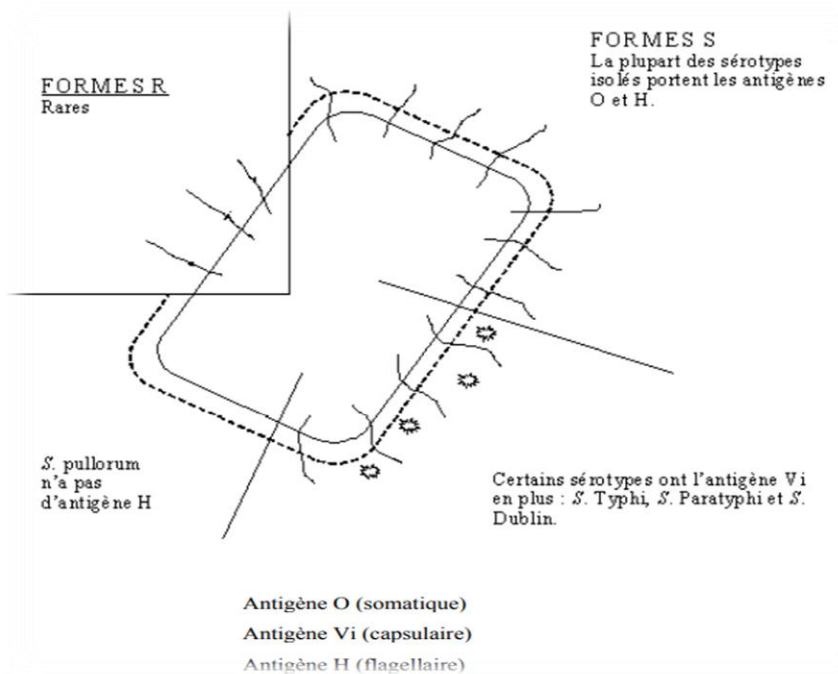 FORMES R
Rares
FORMES S
La plupart des sérotypes
isolés portent les antigènes
O et H.
S. pullorum
n'a pas
d'antigène H
Certains sérotypes ont l'antigène Vi
en plus : S. Typhi, S. Paratyphi et S.
Dublin.
Antigène O (somatique)
Antigène Vi (capsulaire)
Antigène H (flagellaire)